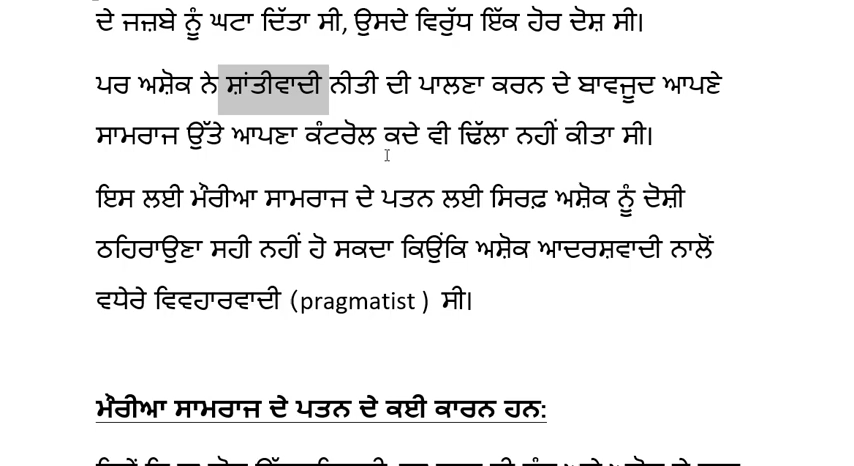 ਦੇ ਜਜ਼ਬੇ ਨੂੰ ਘਟਾ ਦਿੱਤਾ ਸੀ, ਉਸਦੇ ਵਿਰੁੱਧ ਇੱਕ ਹੋਰ ਦੋਸ਼ ਸੀ।
ਪਰ ਅਸ਼ੋਕ ਨੇ ਸ਼ਾਂਤੀਵਾਦੀ ਨੀਤੀ ਦੀ ਪਾਲਣਾ ਕਰਨ ਦੇ ਬਾਵਜੂਦ ਆਪਣੇ
ਸਾਮਰਾਜ ਉੱਤੇ ਆਪਣਾ ਕੰਟਰੋਲ ਕਦੇ ਵੀ ਢਿੱਲਾ ਨਹੀਂ ਕੀਤਾ ਸੀ।
ਇਸ ਲਈ ਮੌਰੀਆ ਸਾਮਰਾਜ ਦੇ ਪਤਨ ਲਈ ਸਿਰਫ਼ ਅਸ਼ੋਕ ਨੂੰ ਦੋਸ਼ੀ
ਠਹਿਰਾਉਣਾ ਸਹੀ ਨਹੀਂ ਹੋ ਸਕਦਾ ਕਿਉਂਕਿ ਅਸ਼ੋਕ ਆਦਰਸ਼ਵਾਦੀ ਨਾਲੋਂ
ਵਧੇਰੇ ਵਿਵਹਾਰਵਾਦੀ (pragmatist ) ਸੀ।
ਮੌਰੀਆ ਸਾਮਰਾਜ ਦੇ ਪਤਨ ਦੇ ਕਈ ਕਾਰਨ ਹਨ: